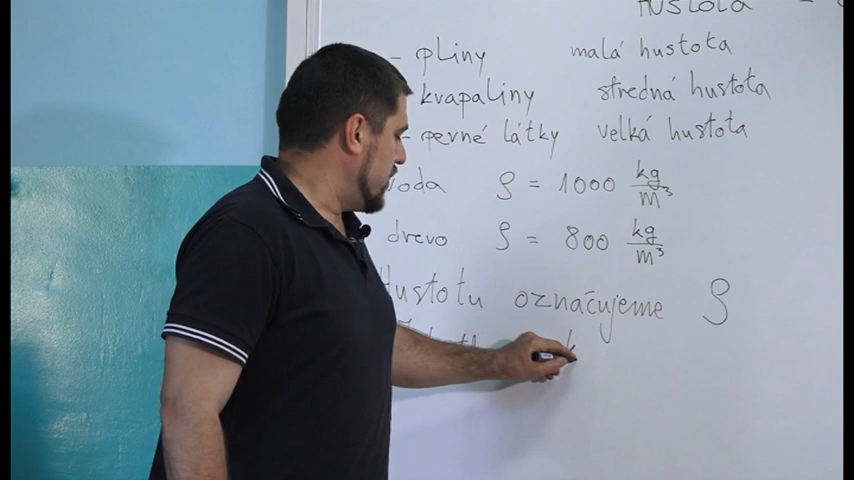 Hustota -
- plyny malá hustota
kvapaliny stredná hustota
- pevné látky velká hustota
voda ϱ = 1000 kg/m³
drevo ϱ = 800 kg/m³
Hustotu označujeme ϱ